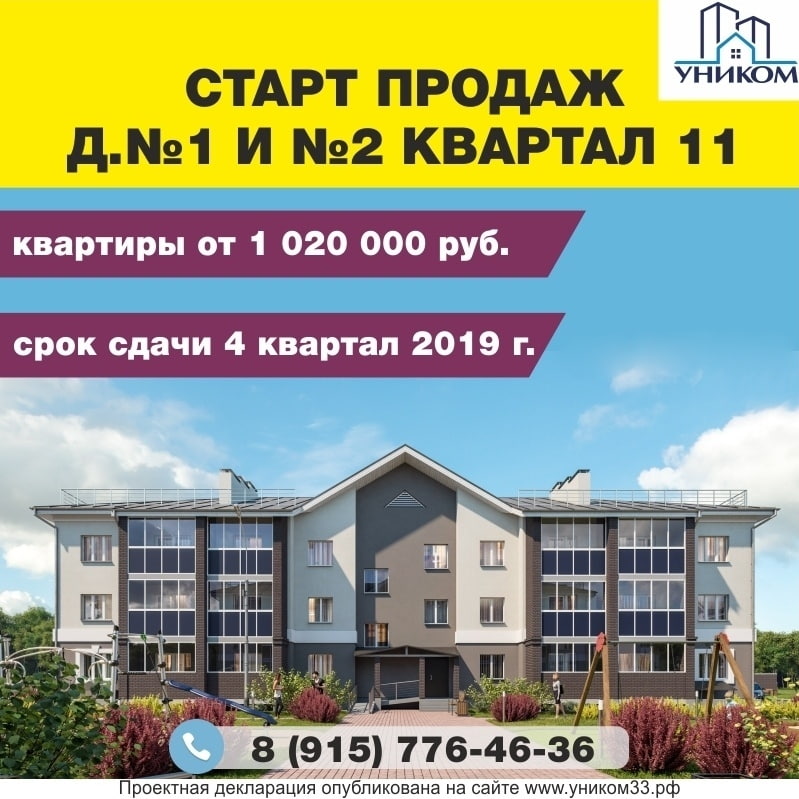 УНИКОМ
СТАРТ ПРОДАЖ
Д.№1 И №2 КВАРТАЛ 11
квартиры от 1 020 000 руб.
срок сдачи 4 квартал 2019 г.
8 (915) 776-46-36
Проектная декларация опубликована на сайте www.уником33.рф